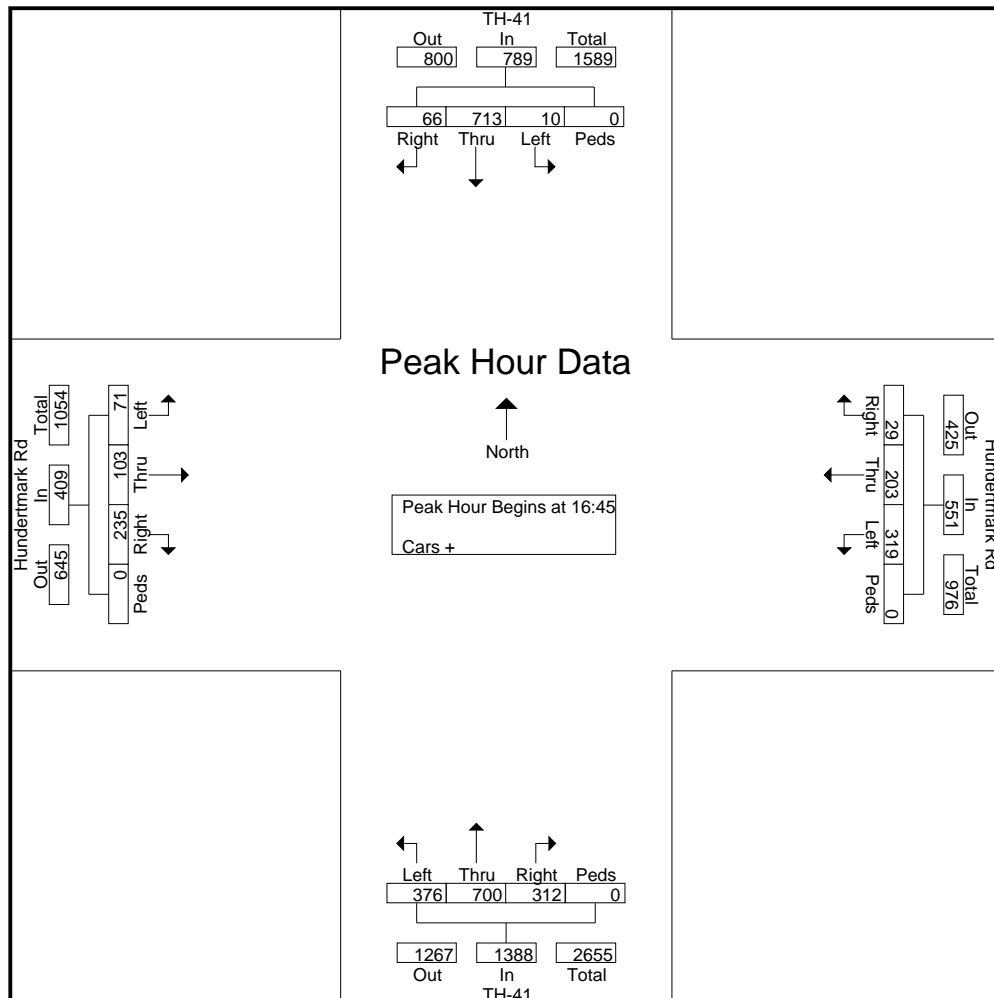 TH-41
Out In Total
800 789 1589
66 713 10 0
Right Thru Left Peds
Peak Hour Data
North
Peak Hour Begins at 16:45
Cars +
Hundertmark Rd
Total In Out
1054 409 645
71 103 235 0
Left Thru Right Peds
Right Thru Left Peds
29 203 319 0
Out In Total
425 551 976
Hundertmark Rd
Left Thru Right Peds
376 700 312 0
1267 1388 2655
Out In Total
TH-41